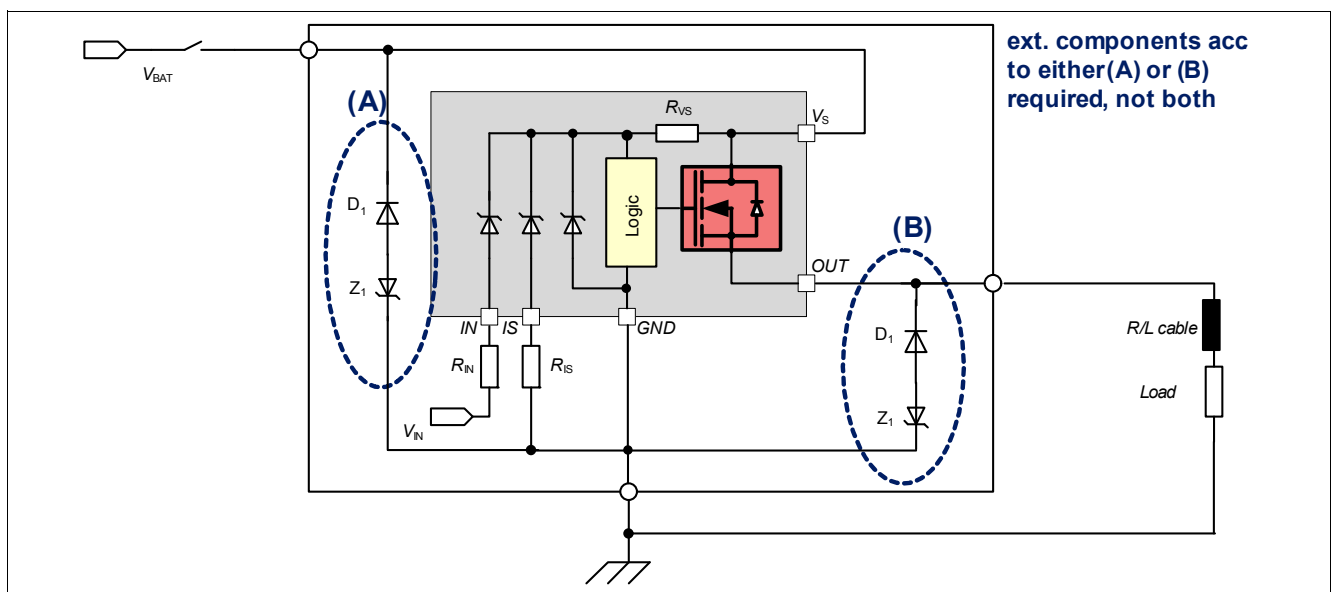 ext. components acc
to either(A) or (B)
required, not both
VBAT
(A)
RVS
VS
D1
Logic
(B)
OUT
Z1
IN
IS
GND
D1
R/L cable
RIN
RIS
Load
Z1
VIN